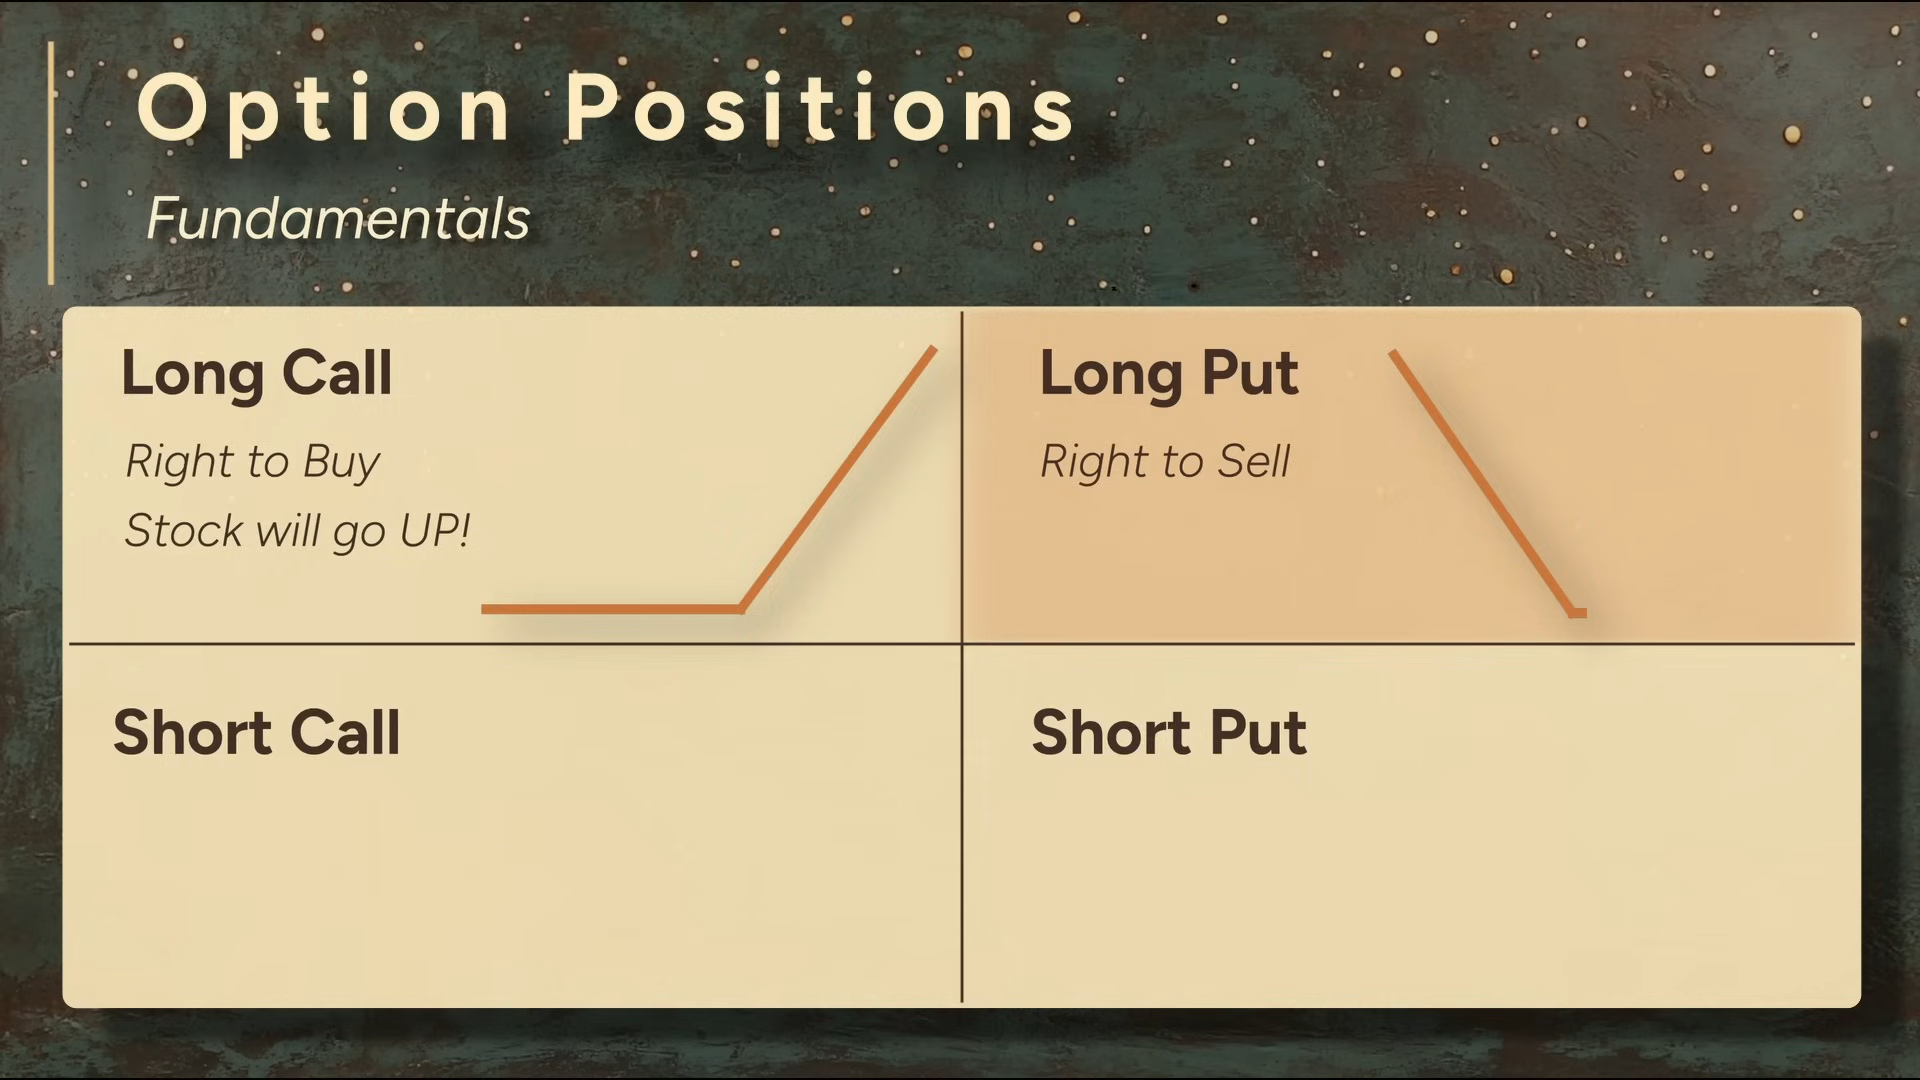 Option Positions
Fundamentals
Long Call
Right to Buy
Stock will go UP!
Long Put
Right to Sell
Short Call
Short Put